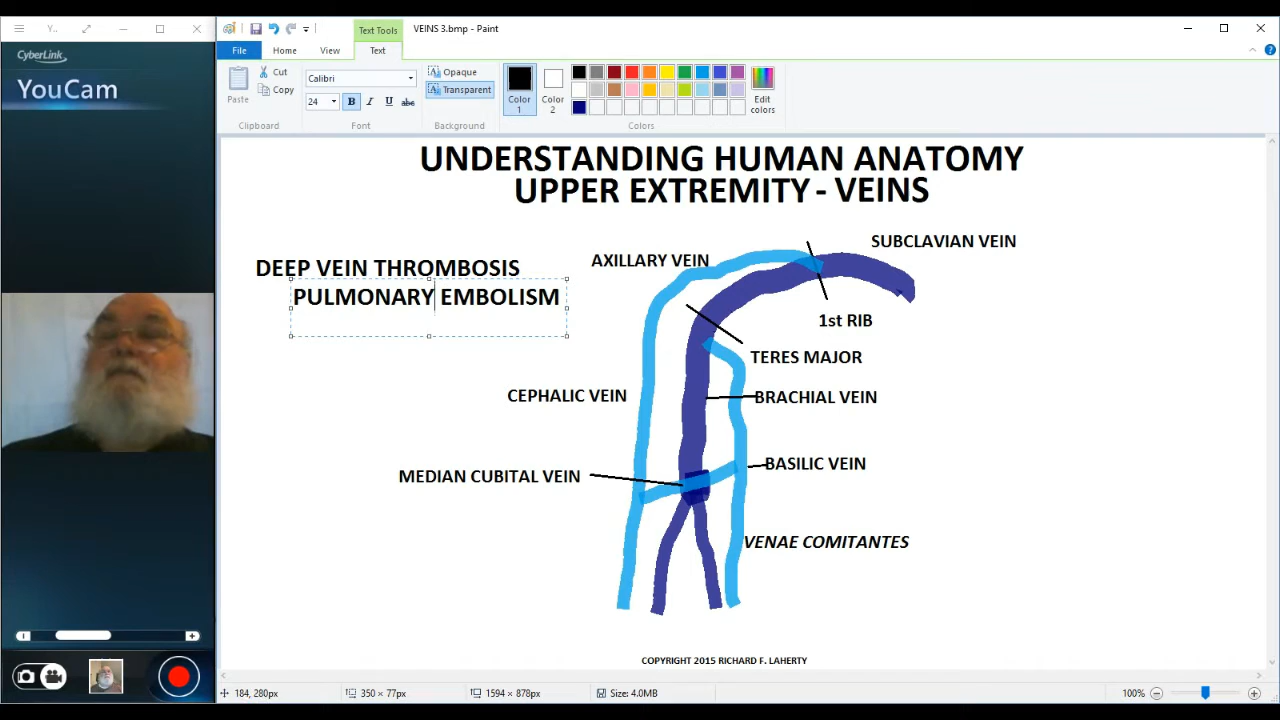 Y..
CyberLink
YouCam
Text Tools
VEINS 3.bmp - Paint
File
Home
View
Text
Paste
Cut
Copy
Clipboard
Calibri
24
B
I
U
abc
Font
Opaque
Transparent
Background
Color
1
Color
2
Edit
colors
Colors
UNDERSTANDING HUMAN ANATOMY
UPPER EXTREMITY - VEINS
SUBCLAVIAN VEIN
AXILLARY VEIN
DEEP VEIN THROMBOSIS
PULMONARY EMBOLISM
1st RIB
TERES MAJOR
CEPHALIC VEIN
BRACHIAL VEIN
BASILIC VEIN
MEDIAN CUBITAL VEIN
VENAE COMITANTES
COPYRIGHT 2015 RICHARD F. LAHERTY
184, 280px
350 × 77px
1594 × 878px
Size: 4.0MB
100%